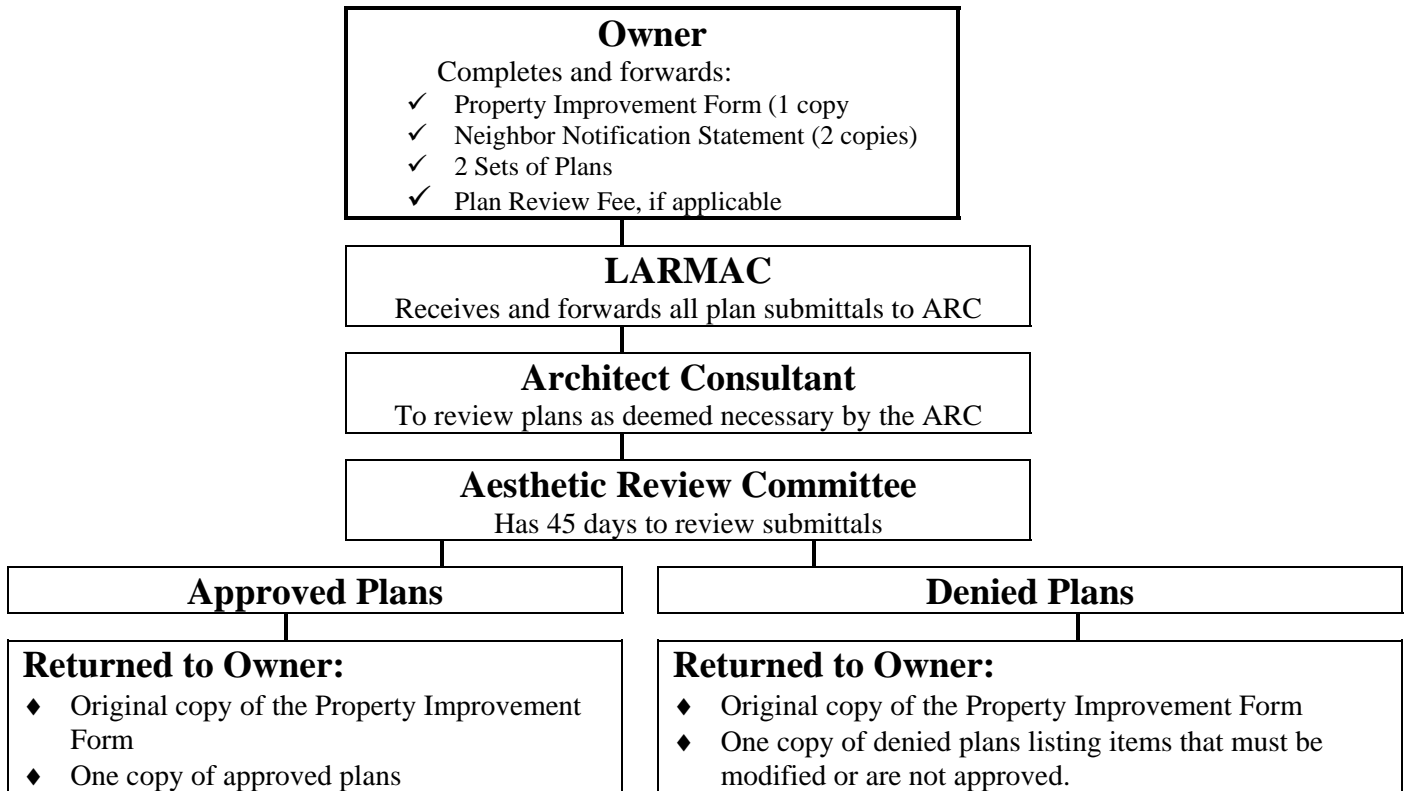 Owner
Completes and forwards:
✓ Property Improvement Form (1 copy
✓ Neighbor Notification Statement (2 copies)
✓ 2 Sets of Plans
✓ Plan Review Fee, if applicable
LARMAC
Receives and forwards all plan submittals to ARC
Architect Consultant
To review plans as deemed necessary by the ARC
Aesthetic Review Committee
Has 45 days to review submittals
Approved Plans
Returned to Owner:
♦ Original copy of the Property Improvement
Form
♦ One copy of approved plans
Denied Plans
Returned to Owner:
♦ Original copy of the Property Improvement Form
♦ One copy of denied plans listing items that must be
modified or are not approved.